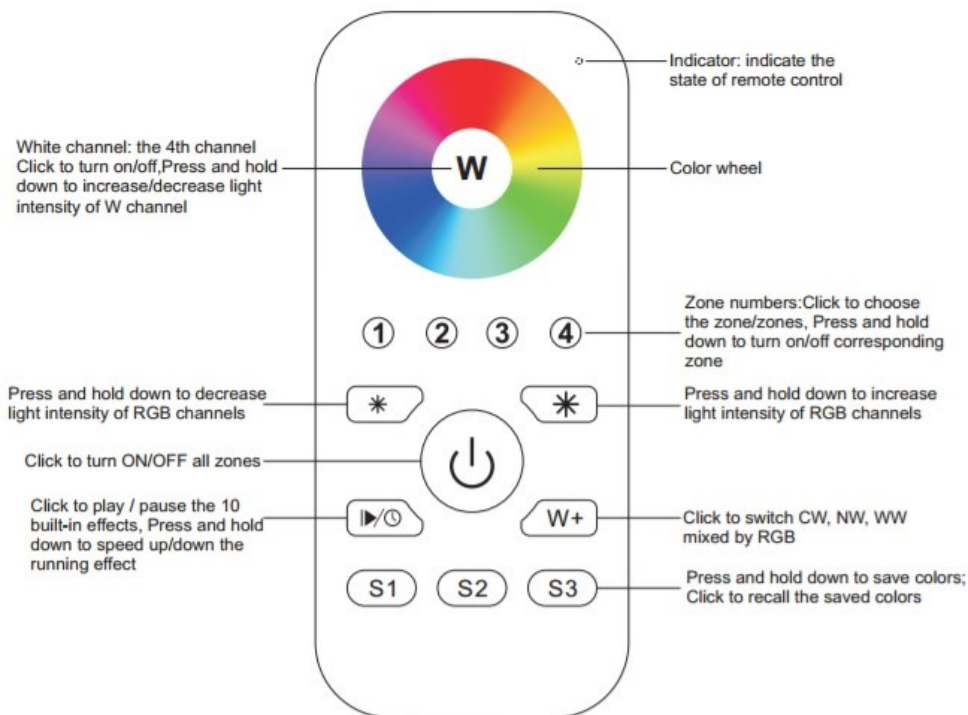 Indicator: indicate the
state of remote control
White channel: the 4th channel
Click to turn on/off,Press and hold
down to increase/decrease light
intensity of W channel
W
Color wheel
1 2 3 4
Zone numbers:Click to choose
the zone/zones, Press and hold
down to turn on/off corresponding
zone
Press and hold down to decrease
light intensity of RGB channels
Press and hold down to increase
light intensity of RGB channels
Click to turn ON/OFF all zones
Click to play / pause the 10
built-in effects, Press and hold
down to speed up/down the
running effect
W+
Click to switch CW, NW, WW
mixed by RGB
S1 S2 S3
Press and hold down to save colors;
Click to recall the saved colors